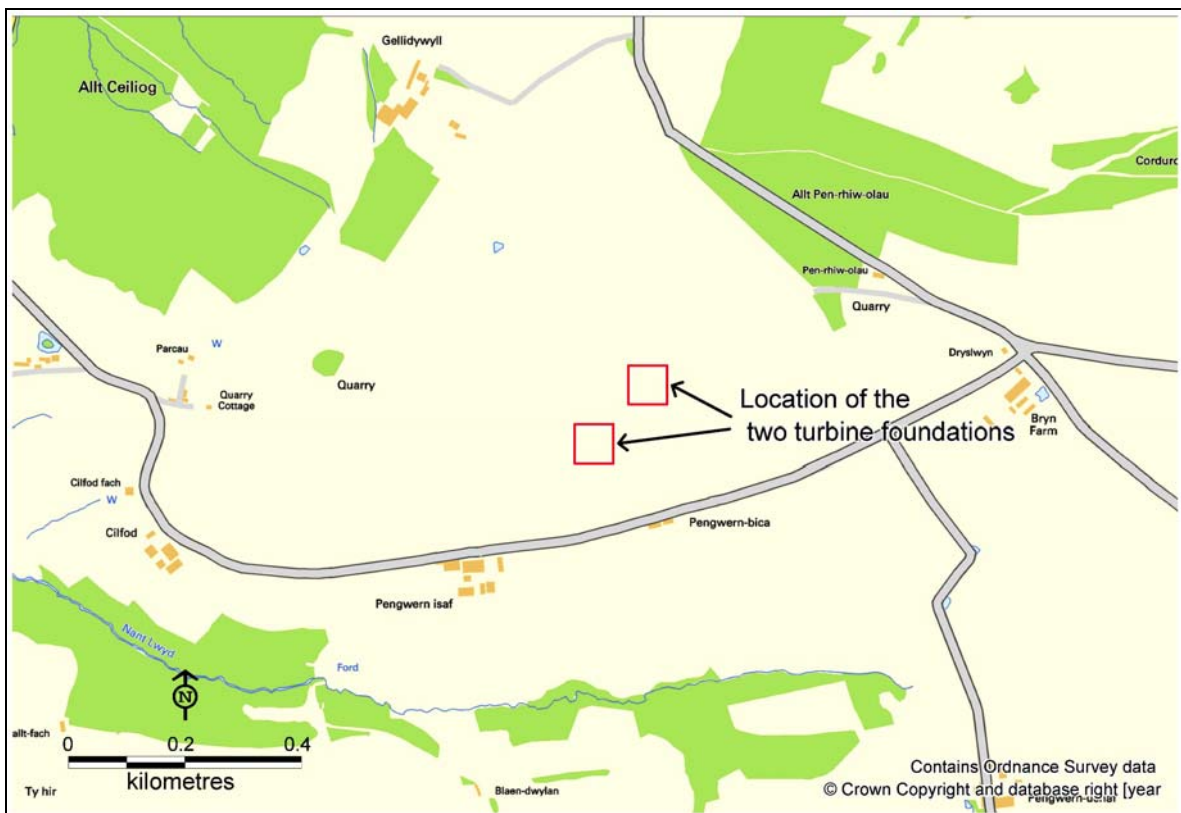 Gellidywyll
Allt Ceiliog
Allt Pen-rhiw-olau
Pen-rhiw-olau
Quarry
Dryslwyn
Parcau
W
Quarry
Quarry
Cottage
Location of the
two turbine foundations
Bryn
Farm
Cilfod fach
W
Cilfod
Pengwern-bica
Pengwern isaf
Nant Lwyd
Ford
N
allt-fach
0 0.2 0.4
kilometres
Ty hir
Blaen-dwylan
Contains Ordnance Survey data
© Crown Copyright and database right [year